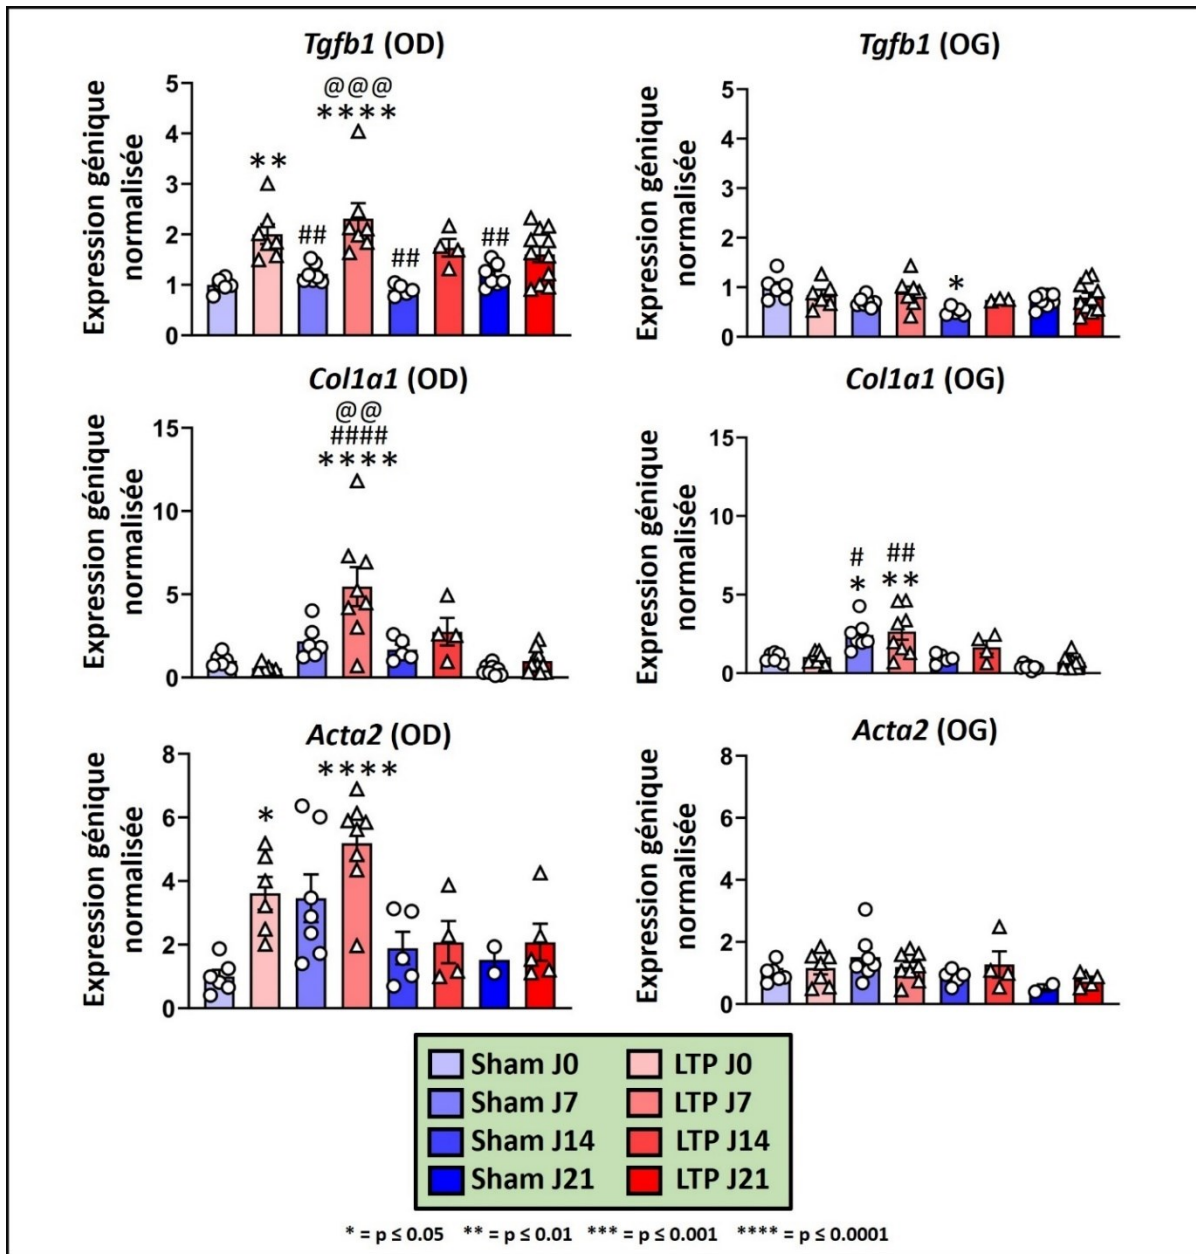 Tgfb1 (OD)
Expression génique
normalisée
5
4
3
2
1
0
**
##
@@@
****
##
##
Tgfb1 (OG)
Expression génique
normalisée
5
4
3
2
1
0
*
Col1a1 (OD)
Expression génique
normalisée
15
10
5
0
@@
####
****
Col1a1 (OG)
Expression génique
normalisée
15
10
5
0
#
*
##
**
Acta2 (OD)
Expression génique
normalisée
8
6
4
2
0
*
****
Acta2 (OG)
Expression génique
normalisée
8
6
4
2
0
Sham J0
LTP J0
Sham J7
LTP J7
Sham J14
LTP J14
Sham J21
LTP J21
* = p ≤ 0.05 ** = p ≤ 0.01 *** = p ≤ 0.001 **** = p ≤ 0.0001